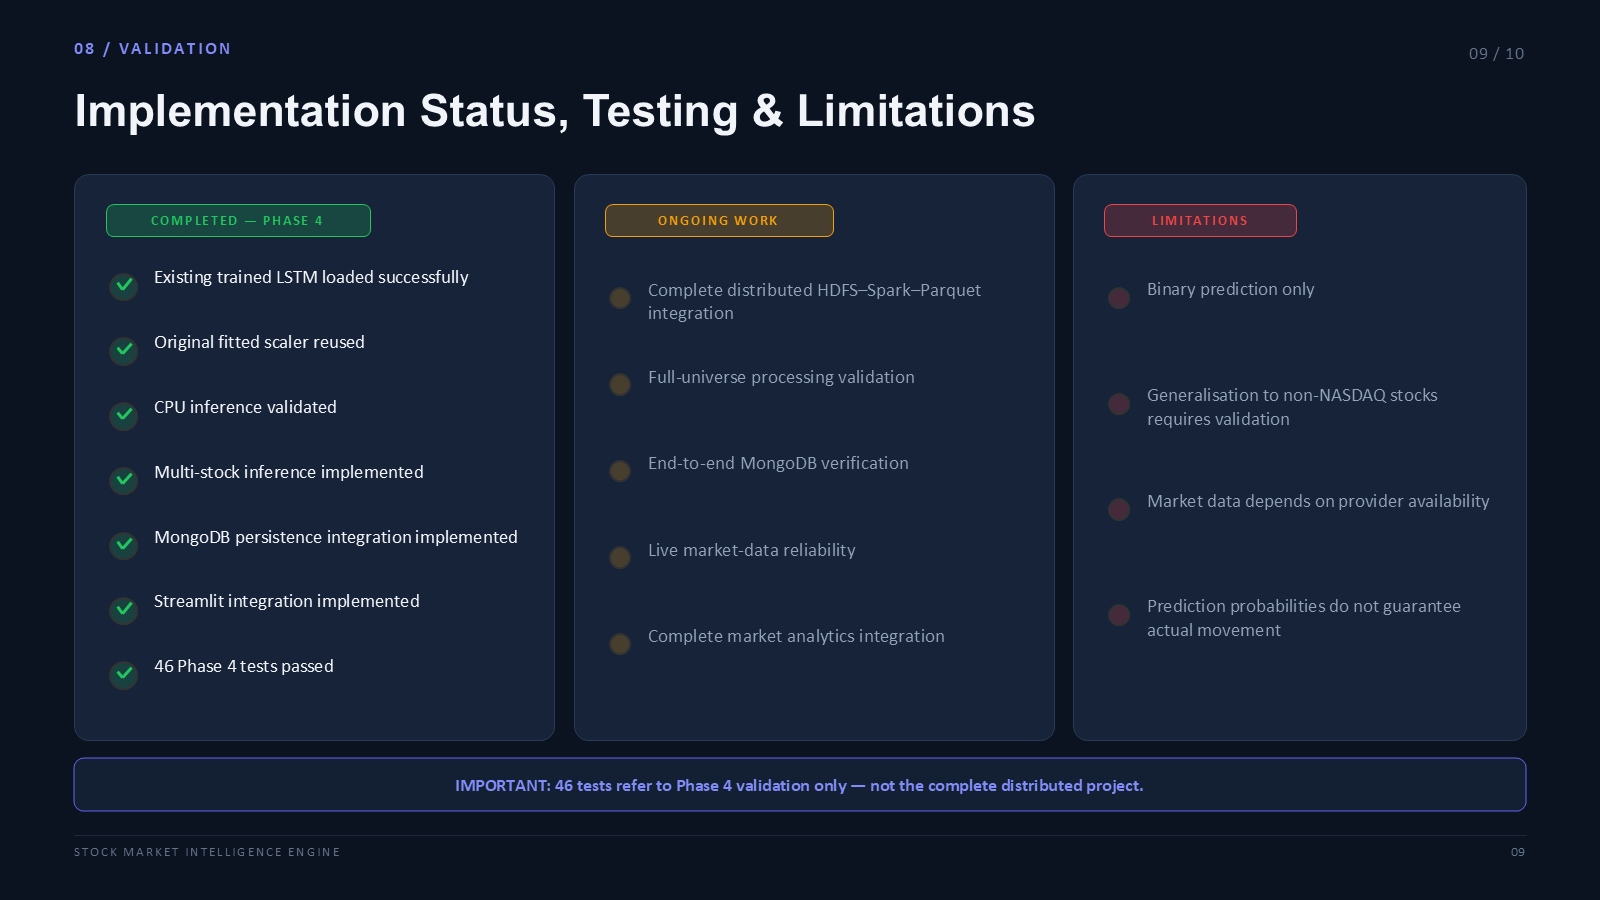 08 / VALIDATION
09 / 10
Implementation Status, Testing & Limitations
COMPLETED — PHASE 4
Existing trained LSTM loaded successfully
Original fitted scaler reused
CPU inference validated
Multi-stock inference implemented
MongoDB persistence integration implemented
Streamlit integration implemented
46 Phase 4 tests passed
ONGOING WORK
Complete distributed HDFS–Spark–Parquet
integration
Full-universe processing validation
End-to-end MongoDB verification
Live market-data reliability
Complete market analytics integration
LIMITATIONS
Binary prediction only
Generalisation to non-NASDAQ stocks
requires validation
Market data depends on provider availability
Prediction probabilities do not guarantee
actual movement
IMPORTANT: 46 tests refer to Phase 4 validation only — not the complete distributed project.
STOCK MARKET INTELLIGENCE ENGINE
09